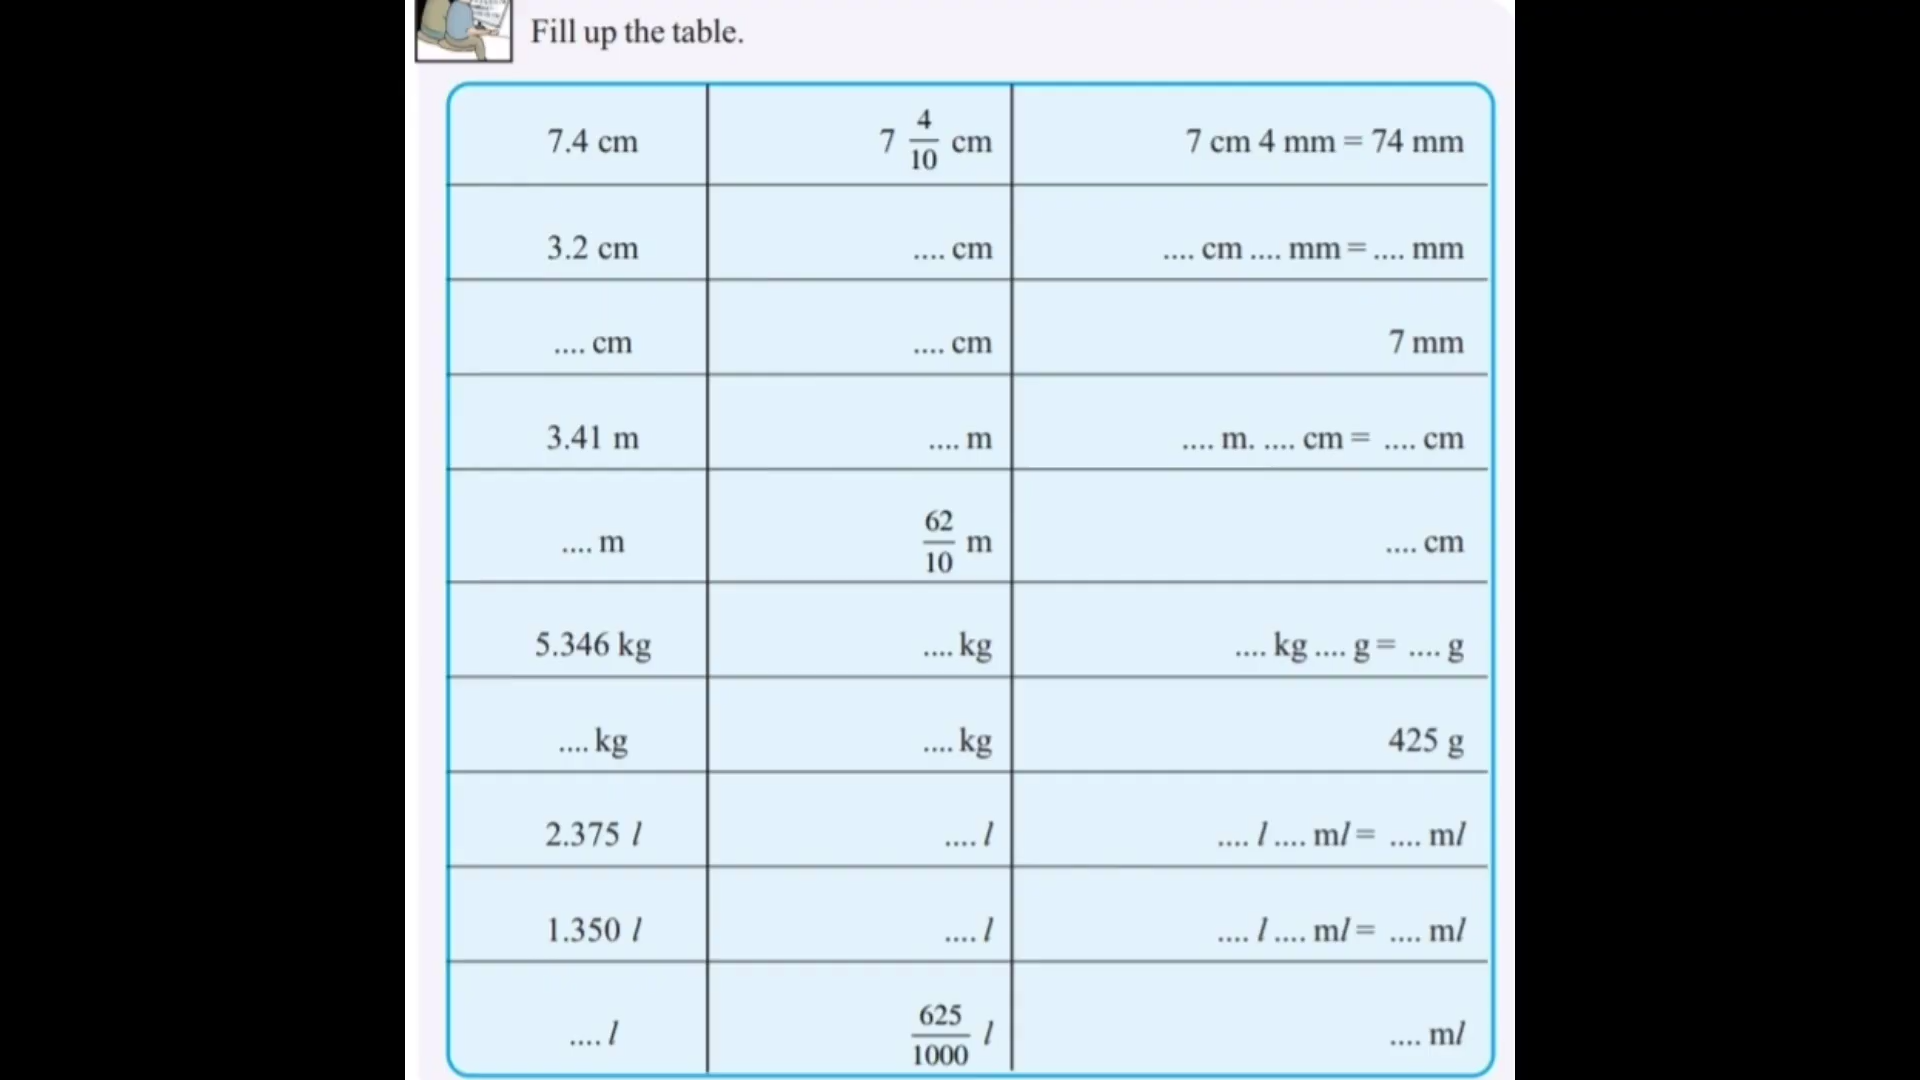 Fill up the table.
7.4 cm 7 4/10 cm 7 cm 4 mm = 74 mm
3.2 cm .... cm .... cm .... mm = .... mm
.... cm .... cm 7 mm
3.41 m .... m .... m. .... cm = .... cm
.... m 62/10 m .... cm
5.346 kg .... kg .... kg .... g = .... g
.... kg .... kg 425 g
2.375 l .... l .... l .... ml = .... ml
1.350 l .... l .... l .... ml = .... ml
.... l 625/1000 l .... ml